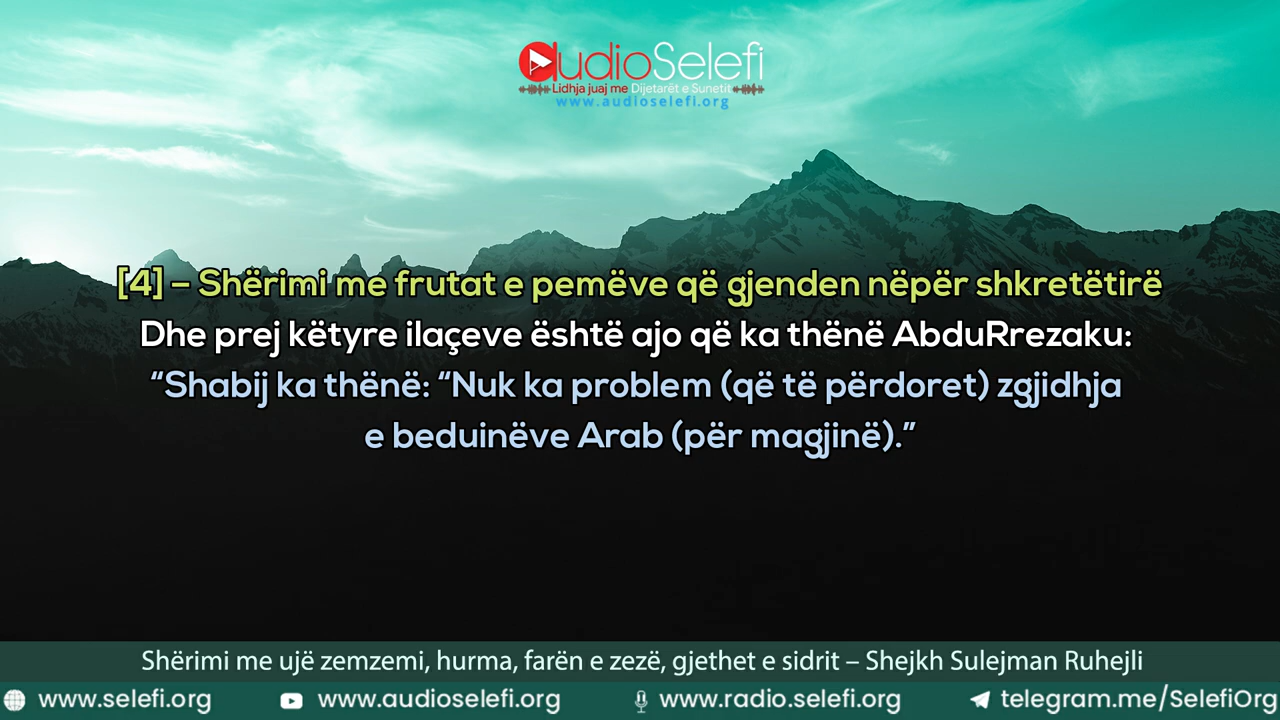 audioSelefi
Lidhja juaj me Dijetarët e Sunetit
www.audioselefi.org
[4] – Shërimi me frutat e pemëve që gjenden nëpër shkretëtirë
Dhe prej këtyre ilaçeve është ajo që ka thënë AbduRrezaku:
“Shabij ka thënë: “Nuk ka problem (që të përdoret) zgjidhja
e beduinëve Arab (për magjinë).”
Shërimi me ujë zemzemi, hurma, farën e zezë, gjethet e sidrit – Shejkh Sulejman Ruhejli
www.selefi.org www.audioselefi.org www.radio.selefi.org telegram.me/SelefiOrg